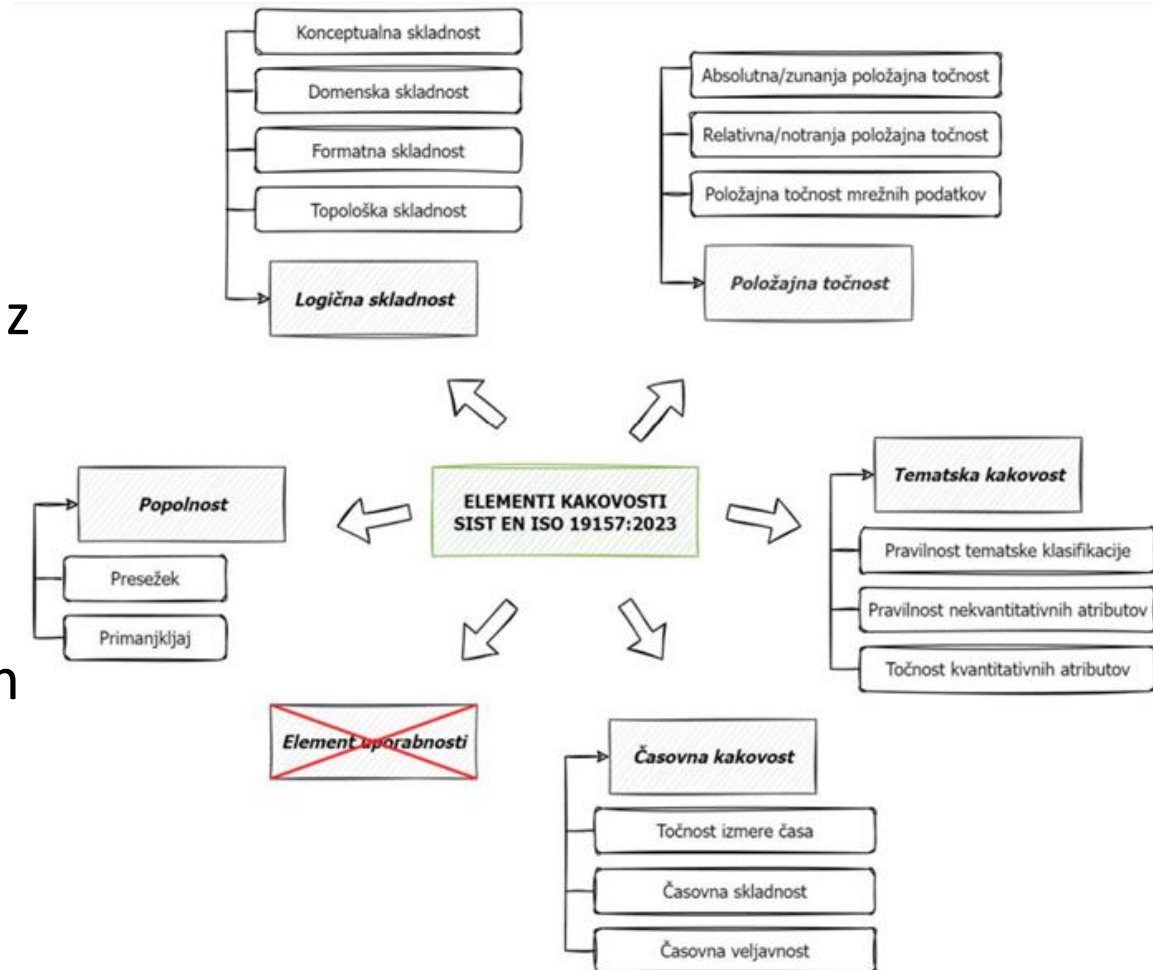 Konceptualna skladnost
Domenska skladnost
Formatna skladnost
Topološka skladnost
Logična skladnost
Absolutna/zunanja položajna točnost
Relativna/notranja položajna točnost
Položajna točnost mrežnih podatkov
Položajna točnost
z
ELEMENTI KAKOVOSTI
SIST EN ISO 19157:2023
Popolnost
Presežek
Primanjkljaj
Tematska kakovost
Pravilnost tematske klasifikacije
Pravilnost nekvantitativnih atributov
Točnost kvantitativnih atributov
Element uporabnosti
Časovna kakovost
Točnost izmere časa
Časovna skladnost
Časovna veljavnost